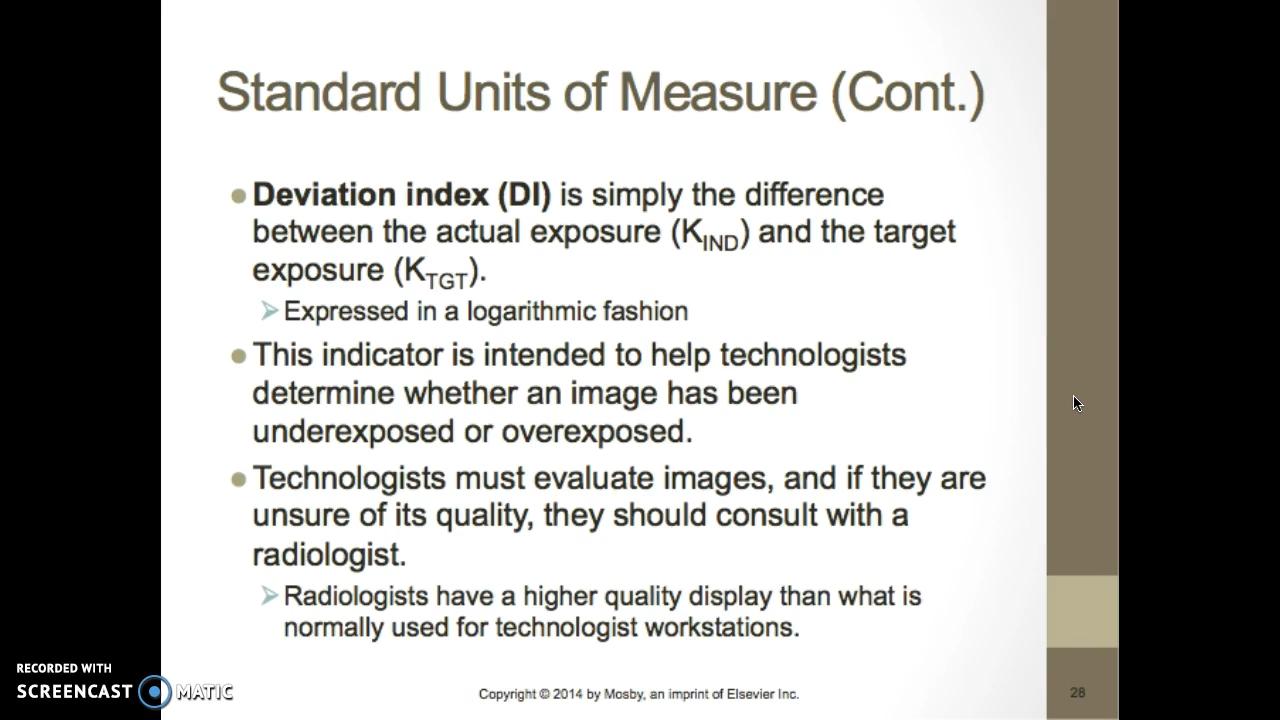 Standard Units of Measure (Cont.)
Deviation index (DI) is simply the difference
between the actual exposure (KIND) and the target
exposure (KTGT).
Expressed in a logarithmic fashion
This indicator is intended to help technologists
determine whether an image has been
underexposed or overexposed.
Technologists must evaluate images, and if they are
unsure of its quality, they should consult with a
radiologist.
Radiologists have a higher quality display than what is
normally used for technologist workstations.
RECORDED WITH
SCREENCAST MATIC
Copyright © 2014 by Mosby, an imprint of Elsevier Inc.
28